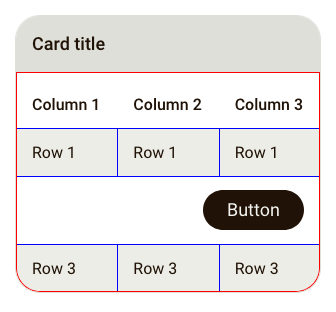 Card title
Column 1 Column 2 Column 3
Row 1 Row 1 Row 1
Button
Row 3 Row 3 Row 3